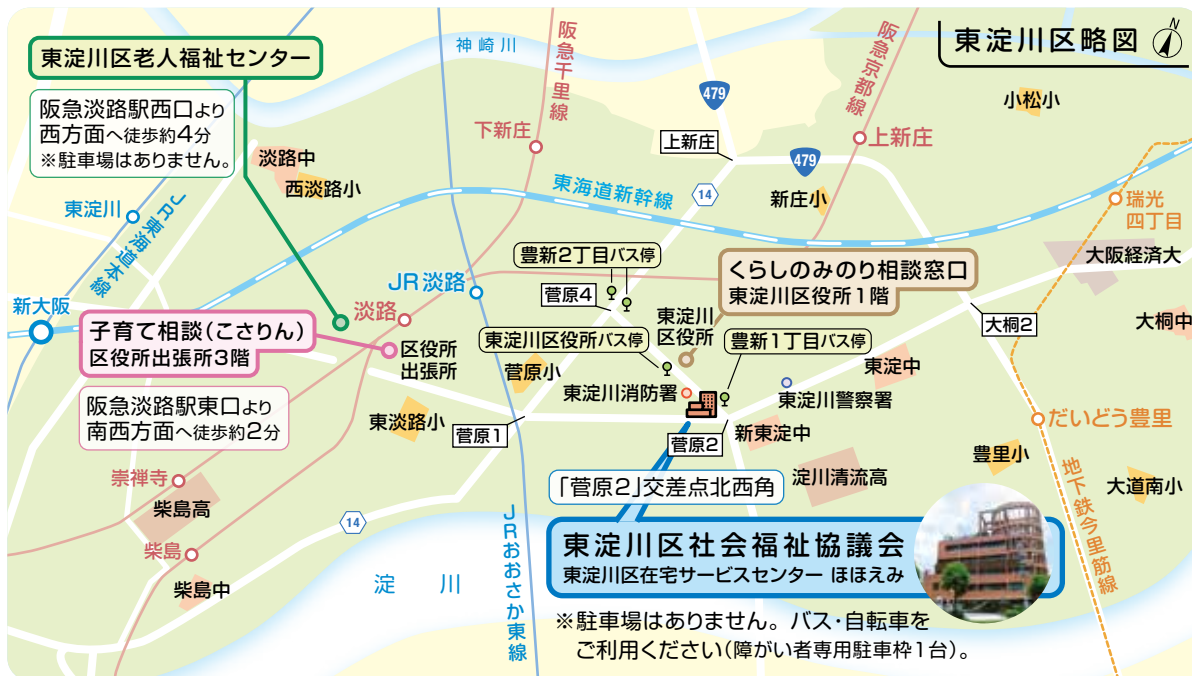 東淀川区略図
N
東淀川区老人福祉センター
阪急淡路駅西口より
西方面へ徒歩約4分
※駐車場はありません。
神崎川
阪急千里線
阪急京都線
479
小松小
上新庄
上新庄
下新庄
479
淡路中
西淡路小
東海道新幹線
14
新庄小
瑞光
四丁目
東淀川
JR東海道本線
大阪経済大
豊新2丁目バス停
くらしのみのり相談窓口
東淀川区役所1階
JR淡路
菅原4
新大阪
淡路
東淀川
区役所
大桐2
大桐中
子育て相談(こさりん)
区役所出張所3階
区役所
出張所
東淀川区役所バス停
豊新1丁目バス停
菅原小
東淀中
東淀川消防署
東淀川警察署
阪急淡路駅東口より
南西方面へ徒歩約2分
東淡路小
菅原1
菅原2
新東淀中
だいどう豊里
豊里小
崇禅寺
柴島高
「菅原2」交差点北西角
淀川清流高
大道南小
地下鉄今里筋線
14
JRおおさか東線
柴島
柴島中
淀川
東淀川区社会福祉協議会
東淀川区在宅サービスセンター ほほえみ
※駐車場はありません。バス・自転車を
ご利用ください(障がい者専用駐車枠1台)。